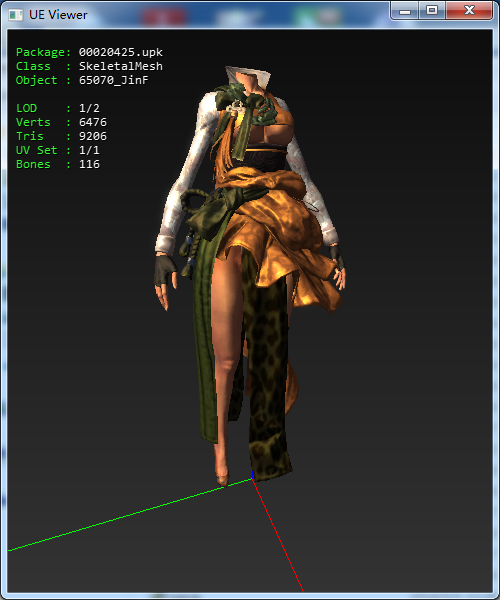 UE Viewer
Package: 00020425.upk
Class : SkeletalMesh
Object : 65070_JinF
LOD : 1/2
Verts : 6476
Tris : 9206
UV Set : 1/1
Bones : 116